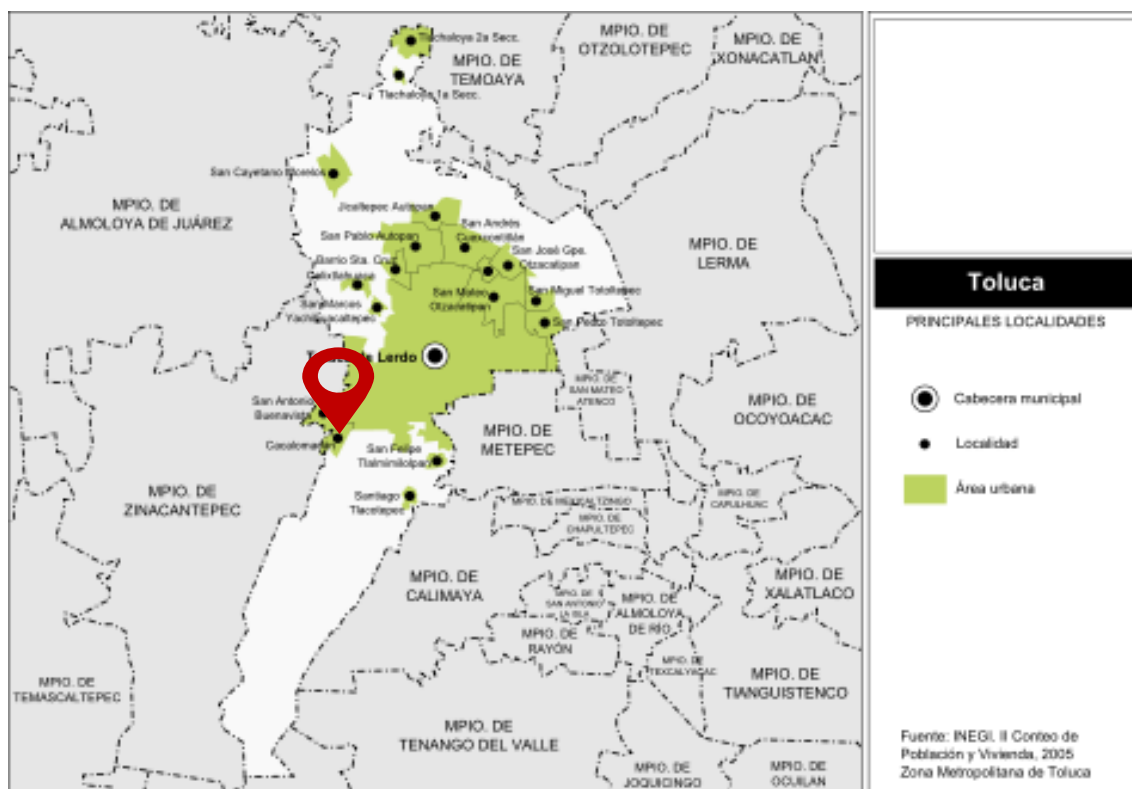 Tlachaloya 2a Secc.
MPIO. DE
TEMOAYA
Tlachaloya 1a Secc.
MPIO. DE
OTZOLOTEPEC
MPIO. DE
XONACATLAN
San Cayetano Morelos
MPIO. DE
ALMOLOYA DE JUÁREZ
Jicaltepec Autopan
San Andrés
Cuexcontitlán
San Pablo Autopan
San José Gpe.
Otzacatipan
Barrio Sta. Cruz
Calixtlahuaca
San Mateo
Otzacatipan
San Miguel Totoltepec
San Marcos
Yachihuacaltepec
San Pedro Totoltepec
MPIO. DE
LERMA
de Lerdo
San Antonio
Buenavista
MPIO. DE
SAN MATEO
ATENCO
MPIO. DE
OCOYOACAC
San Felipe
Tlalmimilolpan
MPIO. DE
METEPEC
MPIO. DE
ZINACANTEPEC
Santiago
Tlacotepec
MPIO. DE MEXICALTZINGO
MPIO. DE
CHAPULTEPEC
MPIO. DE
CAPULHUAC
MPIO. DE
CALIMAYA
MPIO. DE
SAN ANTONIO
LA ISLA
MPIO. DE
ALMOLOYA
DE RÍO
MPIO. DE
XALATLACO
MPIO. DE
RAYÓN
MPIO. DE
TEXCALYACAC
MPIO. DE
TEMASCALTEPEC
MPIO. DE
TIANGUISTENCO
MPIO. DE
TENANGO DEL VALLE
MPIO. DE
JOQUICINGO
MPIO. DE
OCUILAN
Toluca
PRINCIPALES LOCALIDADES
Cabecera municipal
Localidad
Área urbana
Fuente: INEGI. II Conteo de
Población y Vivienda, 2005
Zona Metropolitana de Toluca